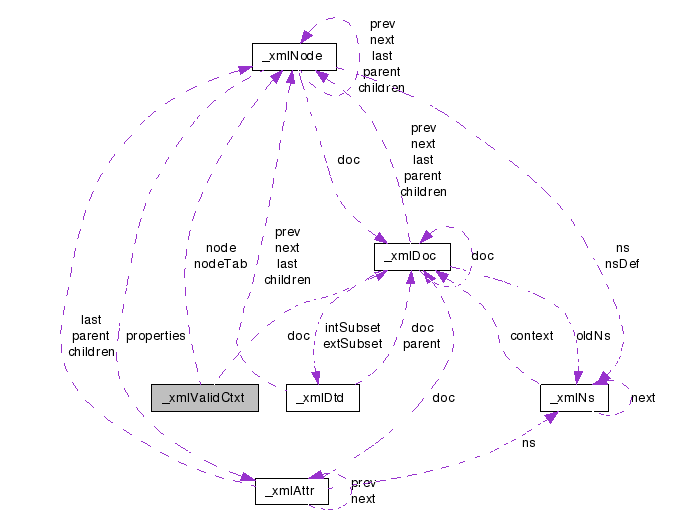 prev
next
last
parent
children
_xmlNode
prev
next
last
parent
children
doc
node
nodeTab
prev
next
last
children
_xmlDoc
doc
ns
nsDef
last
parent
children
properties
doc
intSubset
extSubset
doc
parent
context
oldNs
_xmlValidCtxt
_xmlDtd
doc
_xmlNs
next
ns
_xmlAttr
prev
next